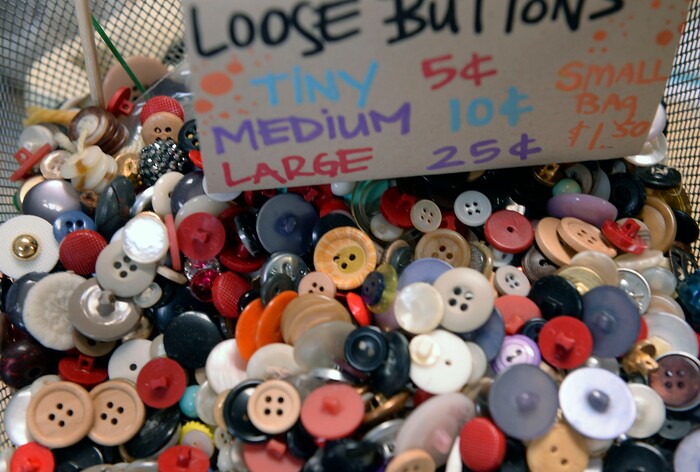 LOOSE BUTTONS
TiNY 5¢
MEDiUM 10¢
LARGE 25¢
SMALL
BAG
$1.50